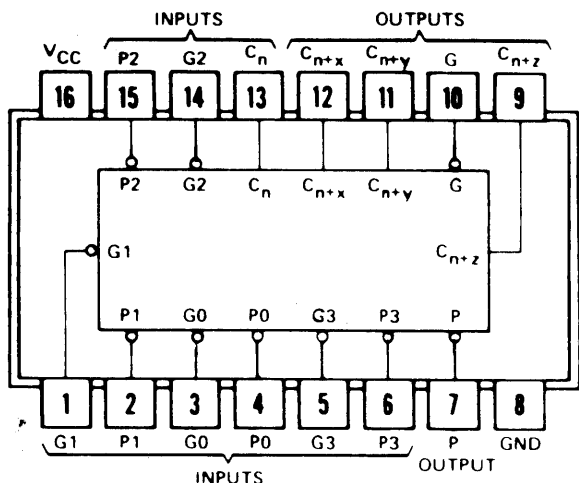 INPUTS OUTPUTS
VCC P2 G2 Cn Cn+x Cn+y G Cn+z
16 15 14 13 12 11 10 9
P2 G2 Cn Cn+x Cn+y G
G1 Cn+z
P1 G0 P0 G3 P3 P
1 2 3 4 5 6 7 8
G1 P1 G0 P0 G3 P3 P GND
INPUTS OUTPUT